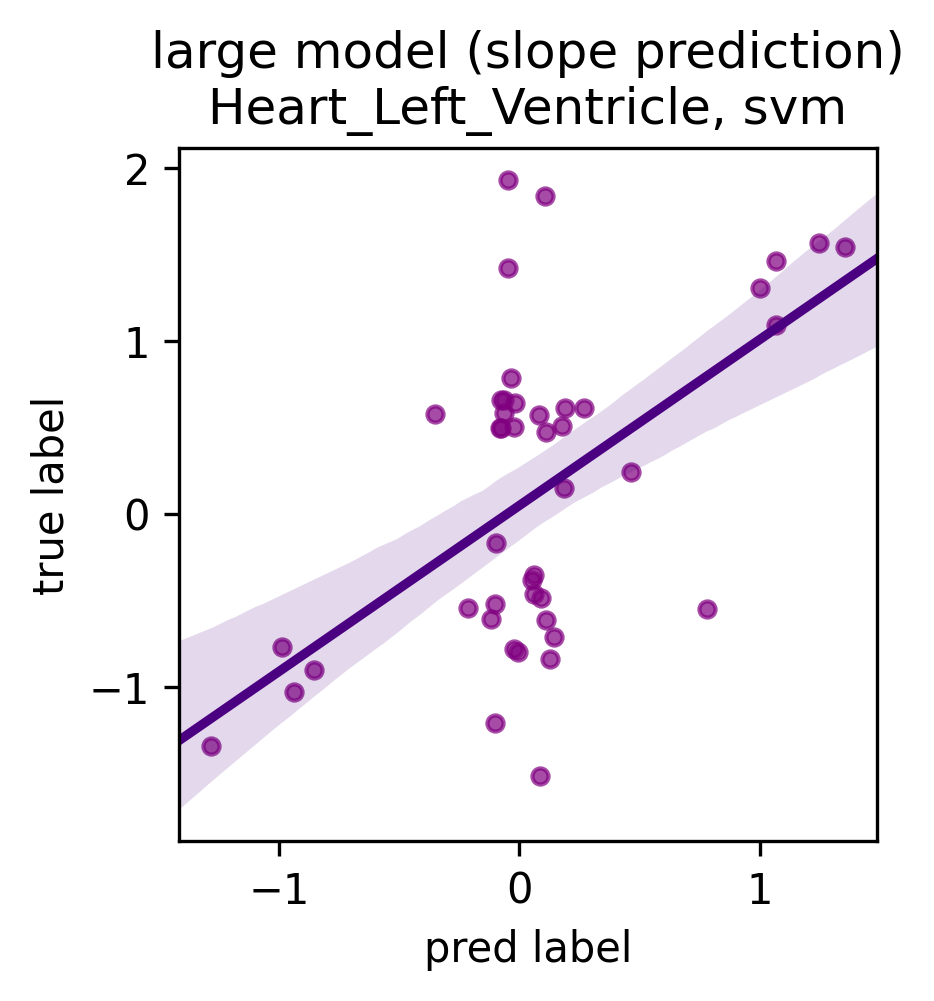 large model (slope prediction)
Heart_Left_Ventricle, svm
2
1
0
−1
true label
−1
0
1
pred label